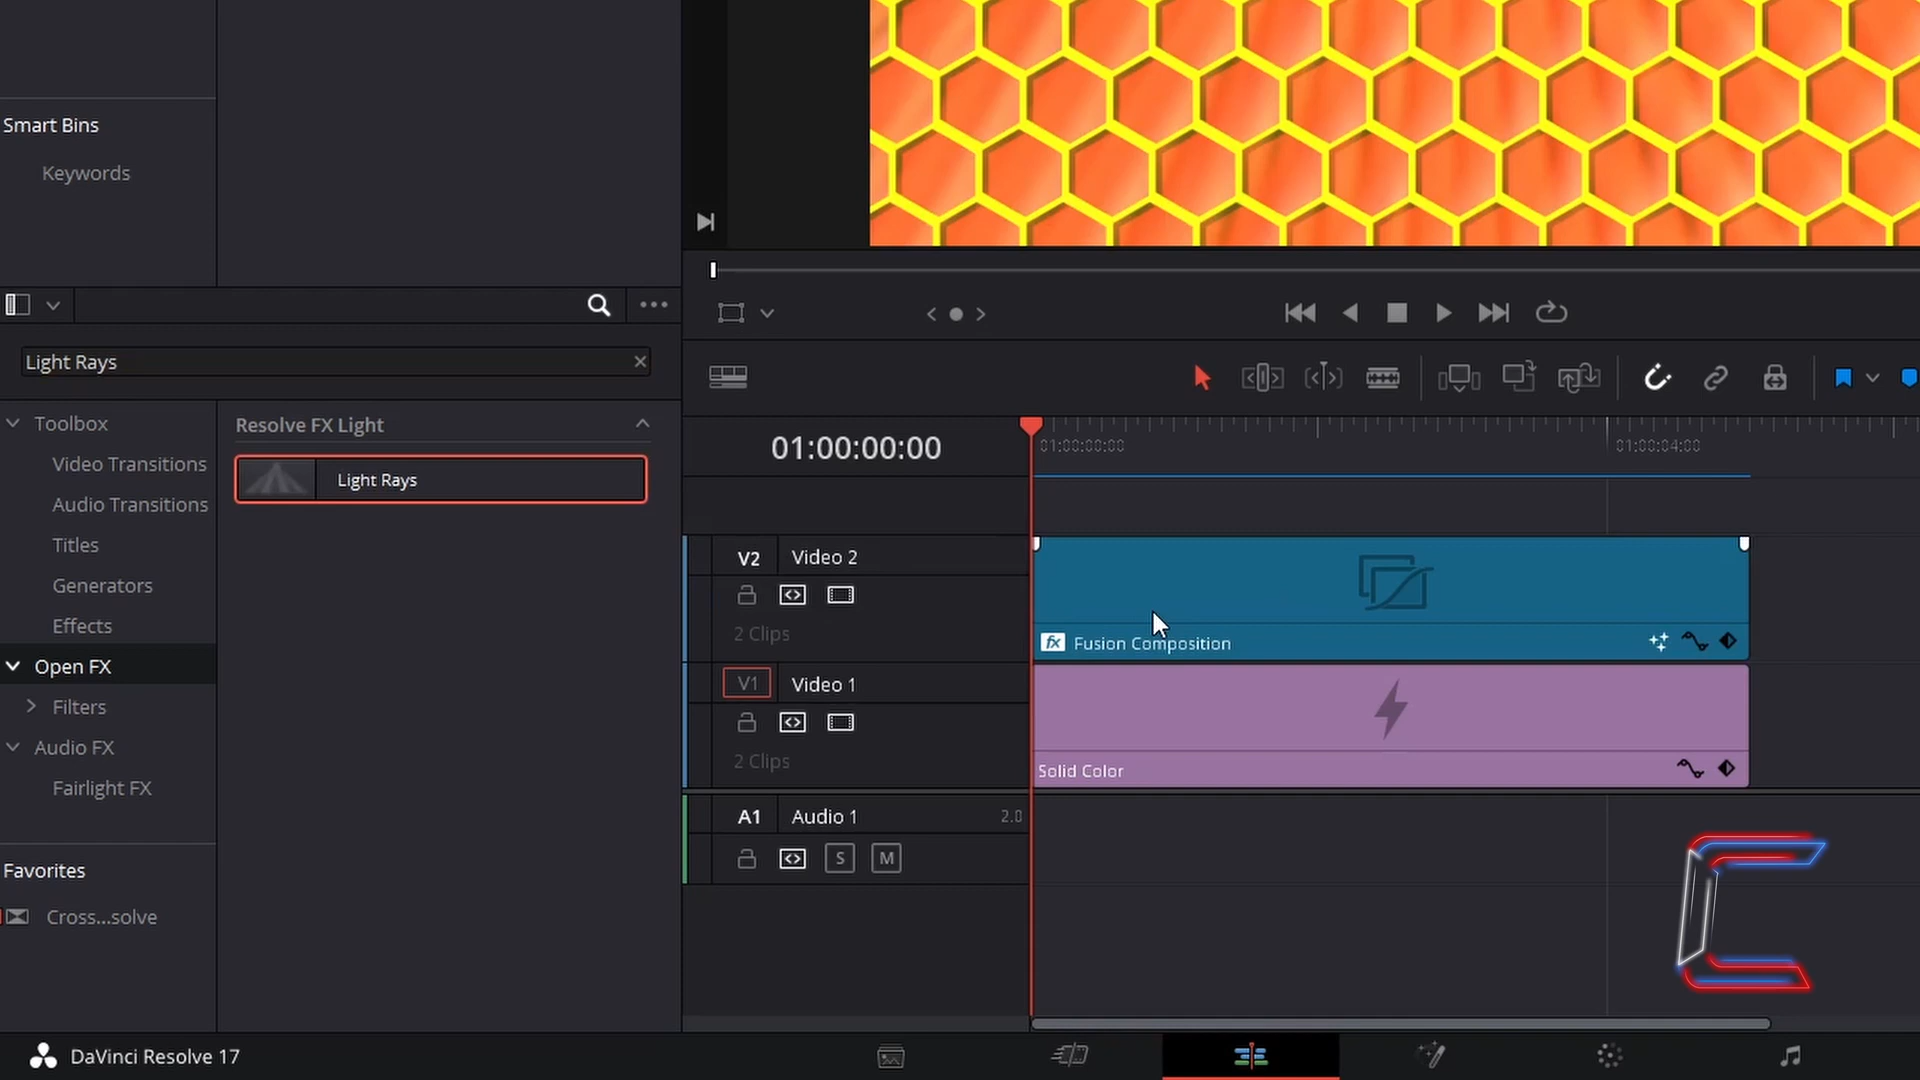 Smart Bins
Keywords
Light Rays
Toolbox
Video Transitions
Audio Transitions
Titles
Generators
Effects
Open FX
Filters
Audio FX
Fairlight FX
Favorites
Cross...solve
Resolve FX Light
Light Rays
01:00:00:00
01:00:00:00
01:00:04:00
V2 Video 2
2 Clips
fx Fusion Composition
V1 Video 1
2 Clips
Solid Color
A1 Audio 1 2.0
S M
DaVinci Resolve 17